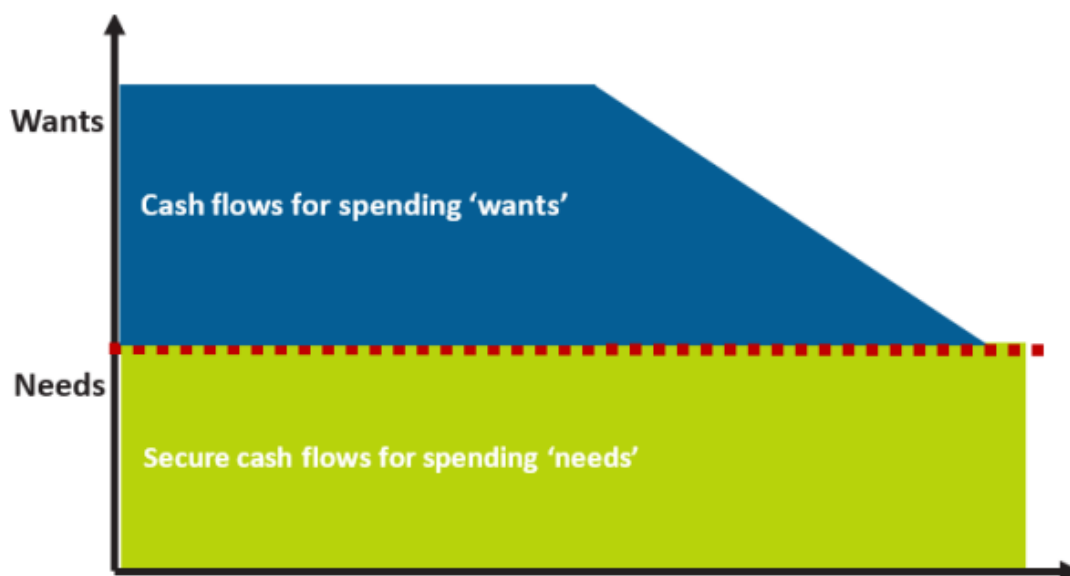 Wants
Cash flows for spending ‘wants’
Needs
Secure cash flows for spending ‘needs’